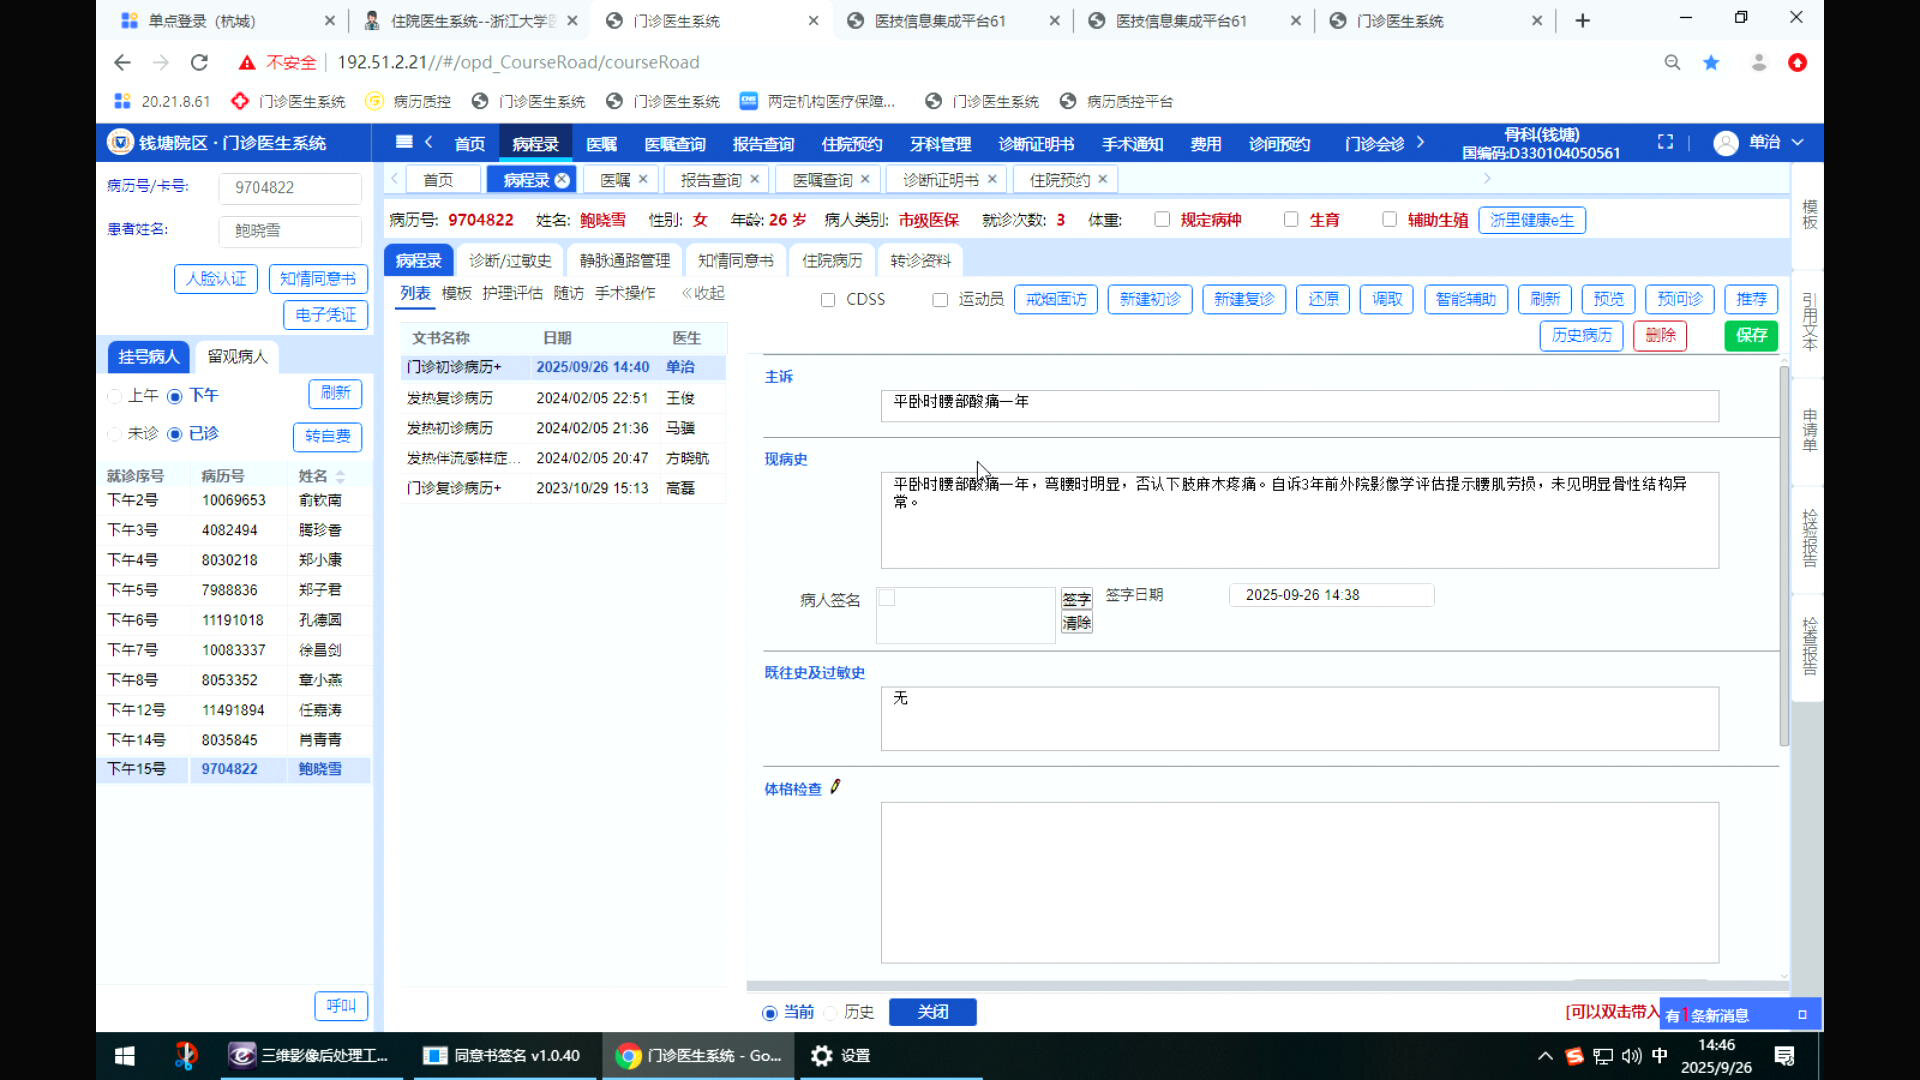 单点登录（杭城）
住院医生系统--浙江大学医
门诊医生系统
医技信息集成平台61
医技信息集成平台61
门诊医生系统
不安全 192.51.2.21//#/opd_CourseRoad/courseRoad
20.21.8.61 门诊医生系统 病历质控 门诊医生系统 门诊医生系统 两定机构医疗保障... 门诊医生系统 病历质控平台
钱塘院区 · 门诊医生系统
首页 病程录 医嘱 医嘱查询 报告查询 住院预约 牙科管理 诊断证明书 手术通知 费用 诊间预约 门诊会诊
骨科(钱塘)
国编码:D330104050561
单治
病历号/卡号: 9704822
患者姓名: 鲍晓雪
人脸认证 知情同意书
电子凭证
挂号病人 留观病人
上午 下午 刷新
未诊 已诊 转自费
就诊序号 病历号 姓名
下午2号 10069653 俞钦南
下午3号 4082494 腾珍香
下午4号 8030218 郑小康
下午5号 7988836 郑子君
下午6号 11191018 孔德圆
下午7号 10083337 徐昌剑
下午8号 8053352 章小燕
下午12号 11491894 任嘉涛
下午14号 8035845 肖青青
下午15号 9704822 鲍晓雪
呼叫
首页 病程录 医嘱 报告查询 医嘱查询 诊断证明书 住院预约
病历号: 9704822 姓名: 鲍晓雪 性别: 女 年龄: 26 岁 病人类别: 市级医保 就诊次数: 3 体重: 规定病种 生育 辅助生殖 浙里健康e生
病程录 诊断/过敏史 静脉通路管理 知情同意书 住院病历 转诊资料
列表 模板 护理评估 随访 手术操作 《收起
文书名称 日期 医生
门诊初诊病历+ 2025/09/26 14:40 单治
发热复诊病历 2024/02/05 22:51 王俊
发热初诊病历 2024/02/05 21:36 马骥
发热伴流感样症... 2024/02/05 20:47 方晓航
门诊复诊病历+ 2023/10/29 15:13 高磊
CDSS 运动员 戒烟面访 新建初诊 新建复诊 还原 调取 智能辅助 刷新 预览 预问诊 推荐
历史病历 删除 保存
主诉
平卧时腰部酸痛一年
现病史
平卧时腰部酸痛一年，弯腰时明显，否认下肢麻木疼痛。自诉3年前外院影像学评估提示腰肌劳损，未见明显骨性结构异
常。
病人签名 签字 签字日期 2025-09-26 14:38
清除
既往史及过敏史
无
体格检查
当前 历史 关闭
[可以双击带入
有1条新消息
模板
引用文本
申请单
检验报告
检查报告
三维影像后处理工... 同意书签名 v1.0.40 门诊医生系统 - Go... 设置
中
14:46
2025/9/26